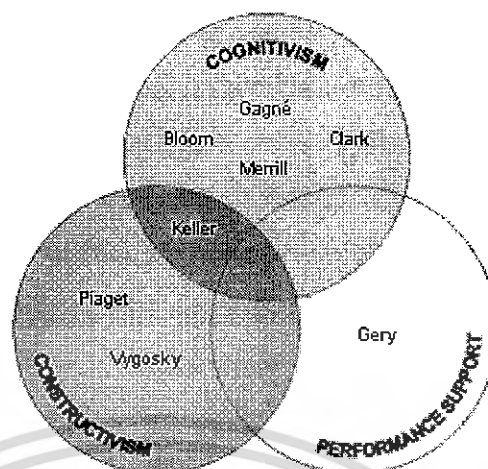 COGNITIVISM
Gagné
Bloom Clark
Merrill
Keller
Piaget
Gery
Vygosky
CONSTRUCTIVISM
PERFORMANCE SUPPORT